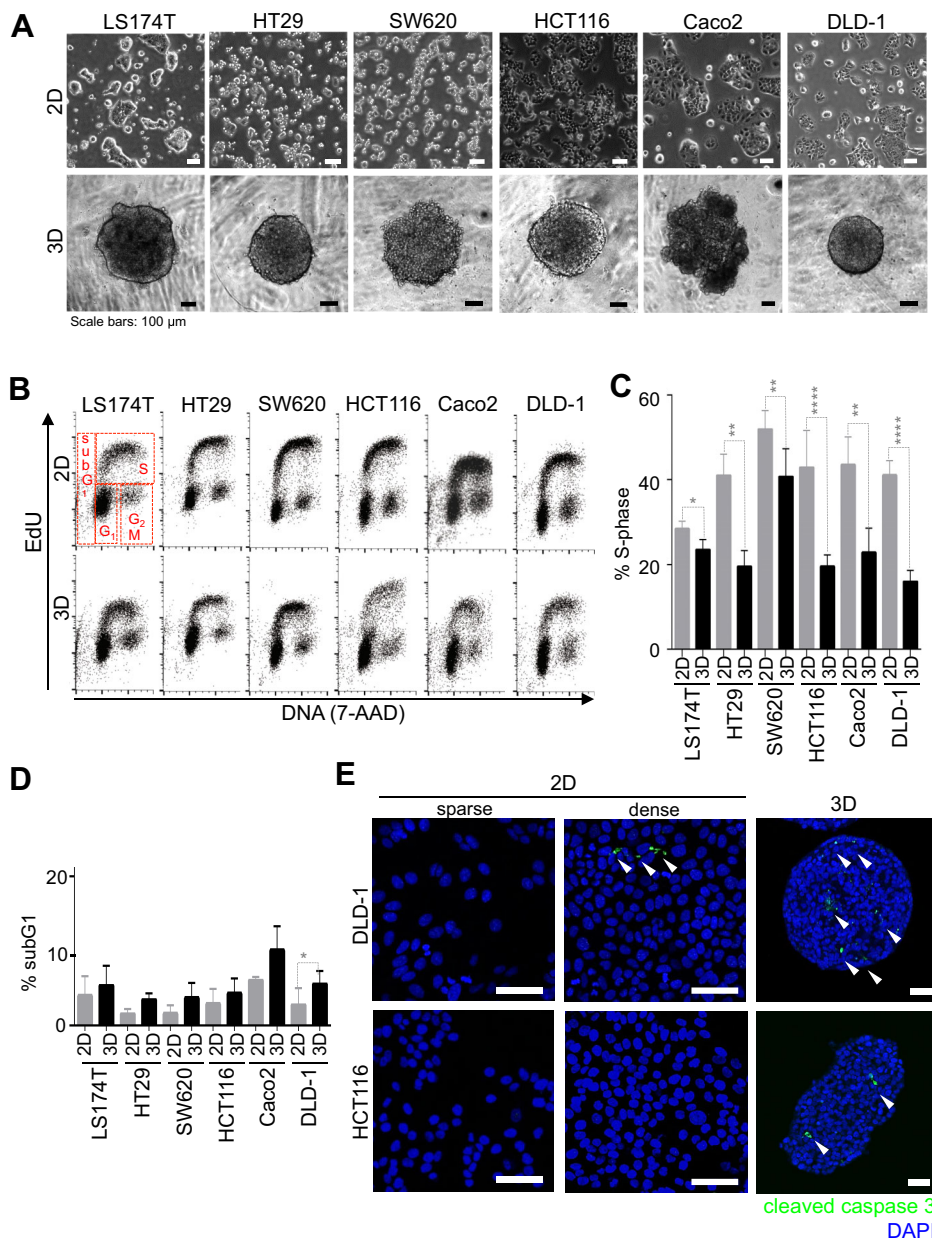 A
LS174T HT29 SW620 HCT116 Caco2 DLD-1
2D
3D
Scale bars: 100 µm
B
LS174T HT29 SW620 HCT116 Caco2 DLD-1
2D
3D
EdU
subG1
S
G1
G2
M
DNA (7-AAD)
C
% S-phase
60
40
20
0
* ** ** **** ** ****
2D 3D 2D 3D 2D 3D 2D 3D 2D 3D 2D 3D
LS174T HT29 SW620 HCT116 Caco2 DLD-1
D
% subG1
20
10
0
*
2D 3D 2D 3D 2D 3D 2D 3D 2D 3D 2D 3D
LS174T HT29 SW620 HCT116 Caco2 DLD-1
E
2D
sparse dense 3D
DLD-1
HCT116
cleaved caspase 3
DAPI